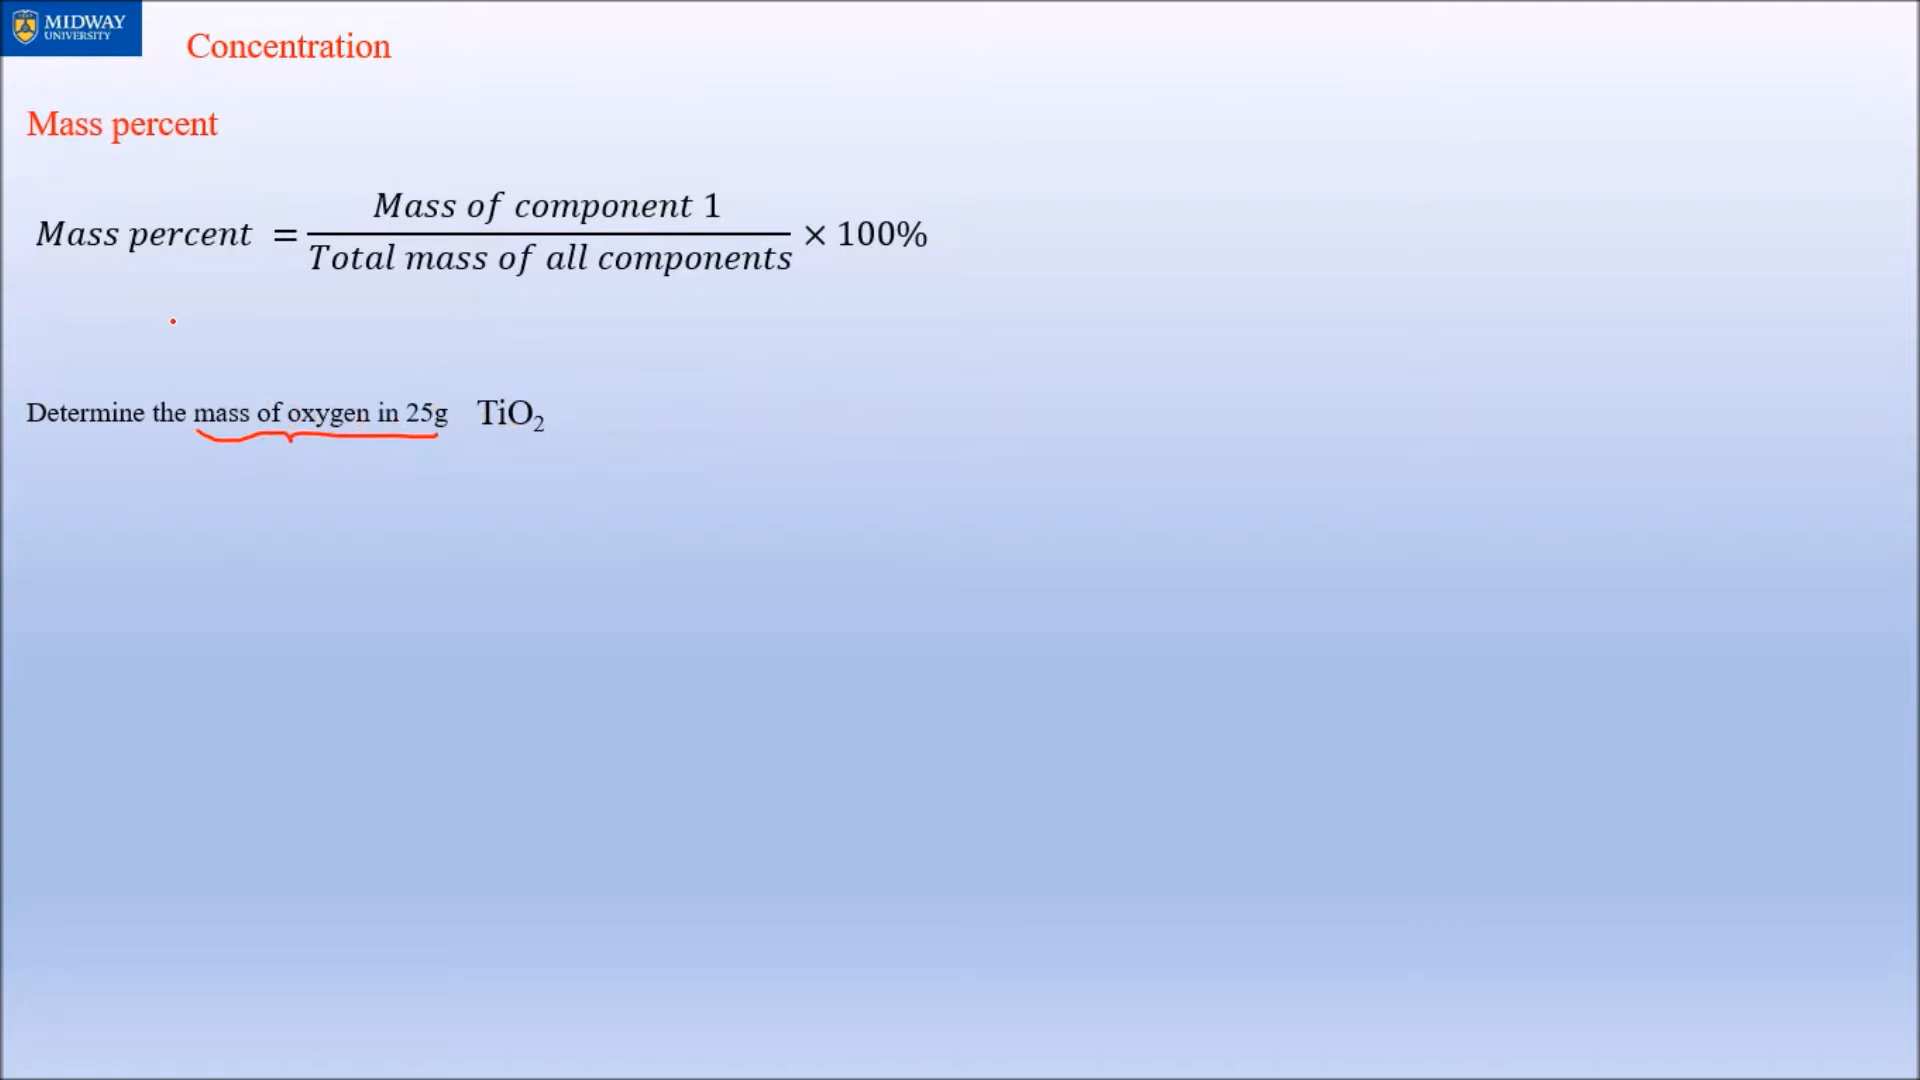 MIDWAY
UNIVERSITY
Concentration
Mass percent
Mass percent = Mass of component 1 / Total mass of all components × 100%
Determine the mass of oxygen in 25g TiO₂